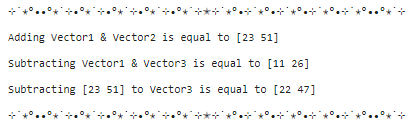 ⊹˙⋆°••°⋆˙⊹•°⋆˙⊹•°⋆˙⊹•°⋆˙⊹•°⋆˙⊹⋆⊹˙⋆°•⊹˙⋆°•⊹˙⋆°•⊹˙⋆°•⊹˙⋆°••°⋆˙⊹
Adding Vector1 & Vector2 is equal to [23 51]
Subtracting Vector1 & Vector3 is equal to [11 26]
Subtracting [23 51] to Vector3 is equal to [22 47]
⊹˙⋆°••°⋆˙⊹•°⋆˙⊹•°⋆˙⊹•°⋆˙⊹•°⋆˙⊹⋆⊹˙⋆°•⊹˙⋆°•⊹˙⋆°•⊹˙⋆°•⊹˙⋆°••°⋆˙⊹